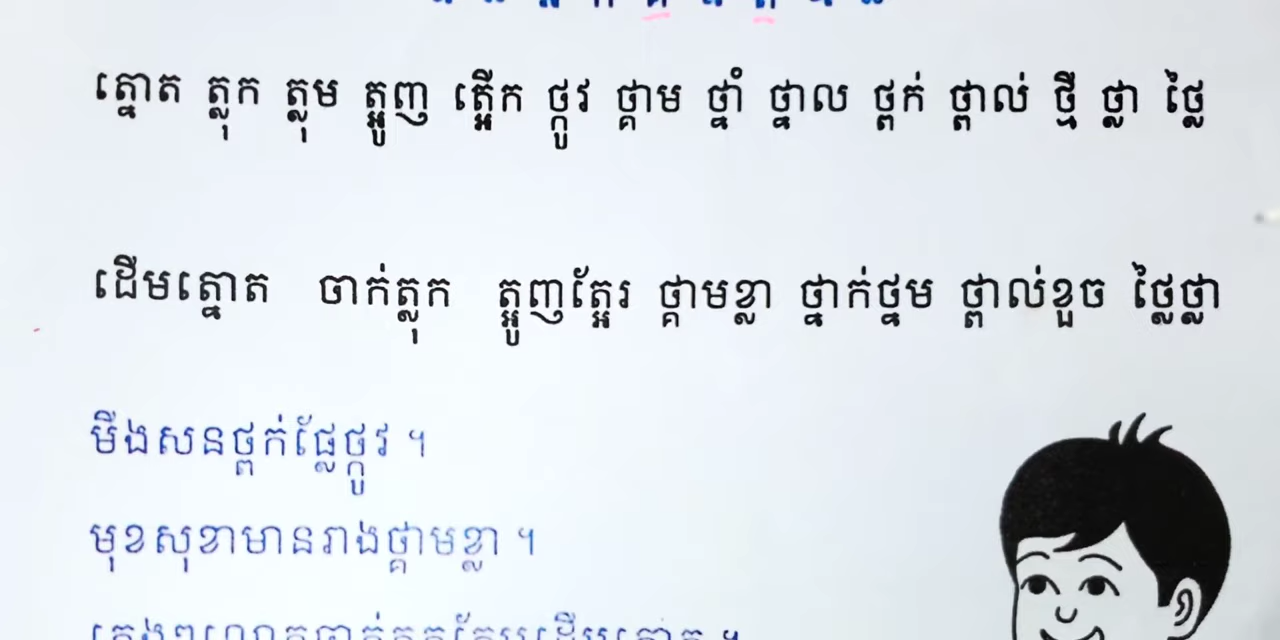 ត្នោត ត្លុក ត្លុម ត្អូញ ត្អើក ថ្កូវ ថ្គាម ថ្នាំ ថ្នាល ថ្ពក់ ថ្ពាល់ ថ្មី ថ្លា ថ្លៃ
ដើមត្នោត ចាក់ត្លុក ត្អូញត្អែរ ថ្គាមខ្លា ថ្នាក់ថ្នម ថ្ពាល់ខួច ថ្លៃថ្លា
មីងសនថ្ពក់ផ្លែថ្កូវ ។
មុខសុខាមានរាងថ្គាមខ្លា ។